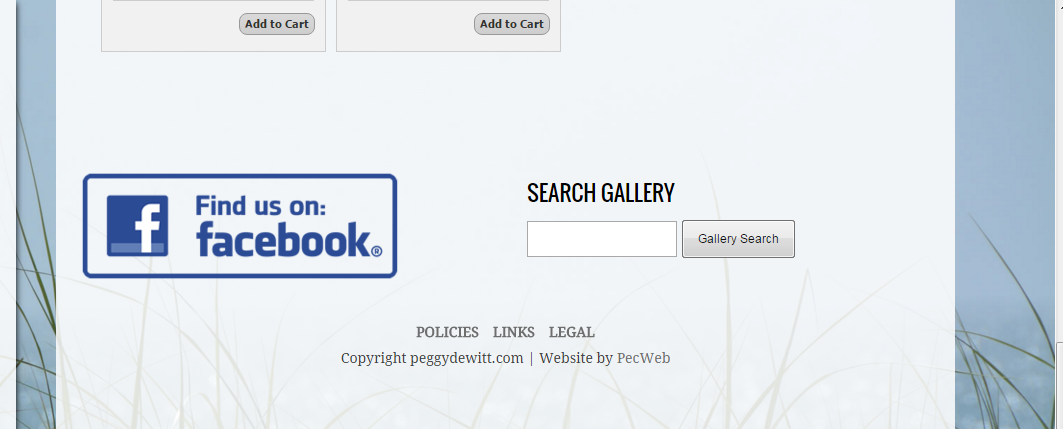 Add to Cart Add to Cart
Find us on:
facebook®
SEARCH GALLERY
Gallery Search
POLICIES LINKS LEGAL
Copyright peggydewitt.com | Website by PecWeb